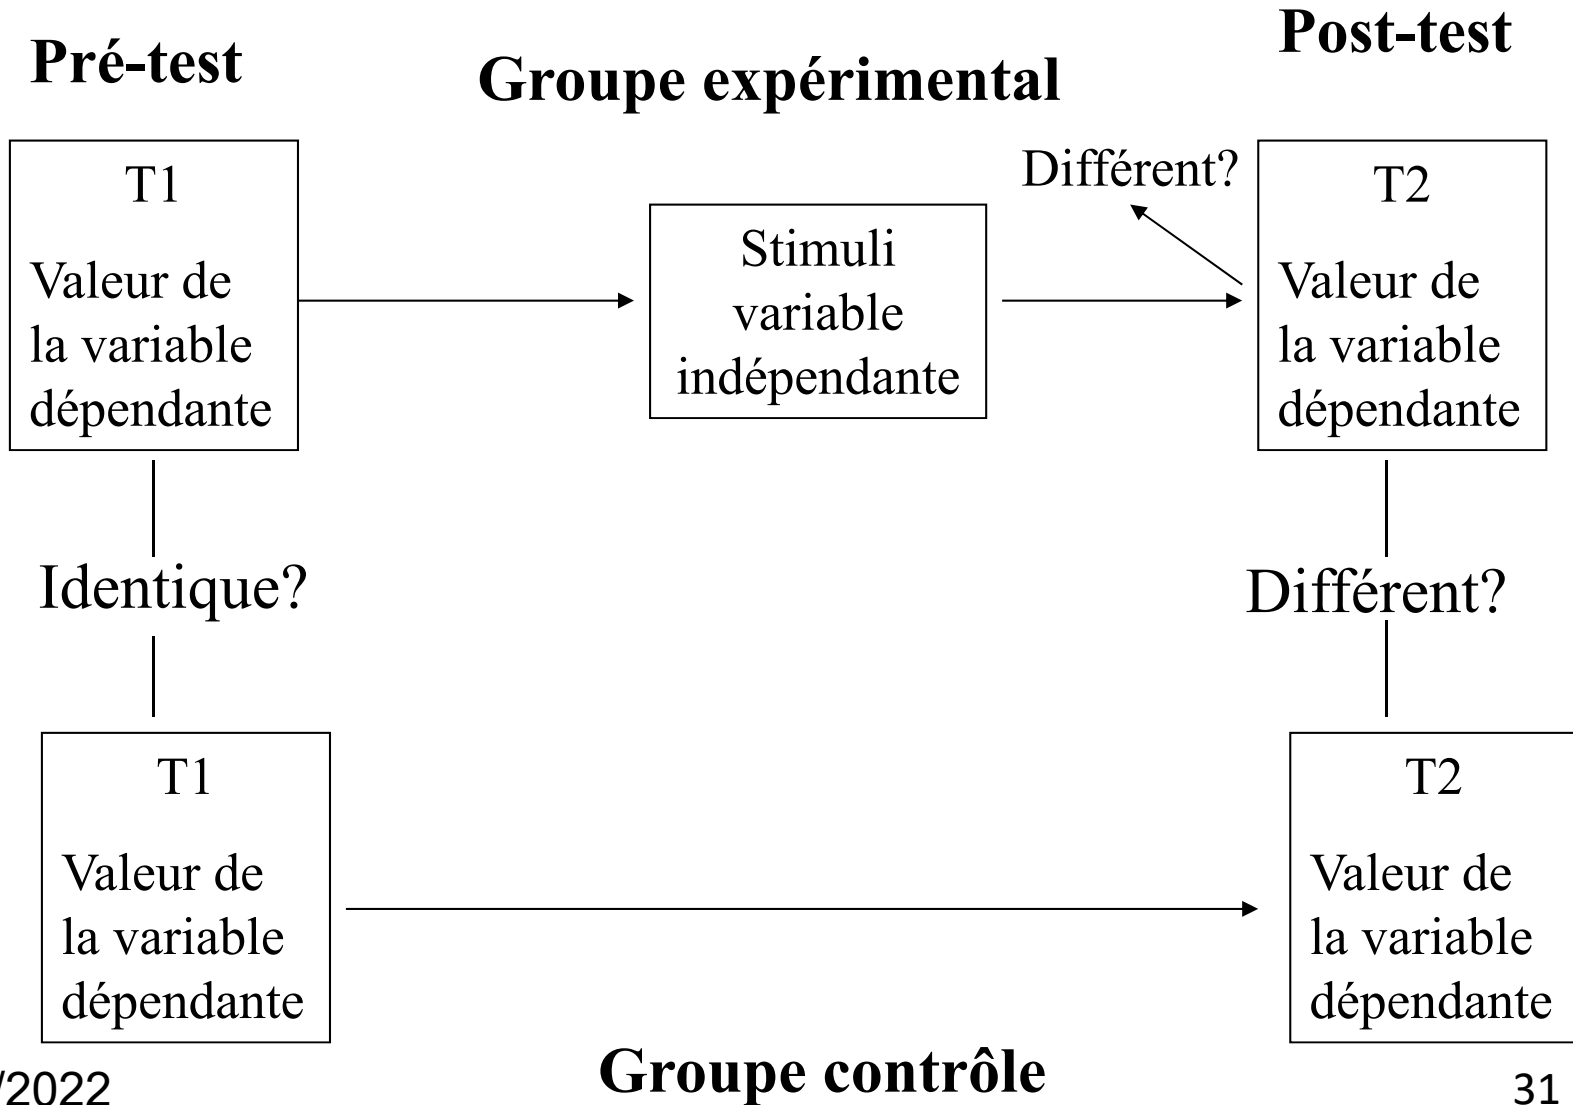 Pré-test
Groupe expérimental
Post-test
T1
Valeur de
la variable
dépendante
Stimuli
variable
indépendante
Différent?
T2
Valeur de
la variable
dépendante
Identique?
Différent?
T1
Valeur de
la variable
dépendante
T2
Valeur de
la variable
dépendante
Groupe contrôle
/2022
31